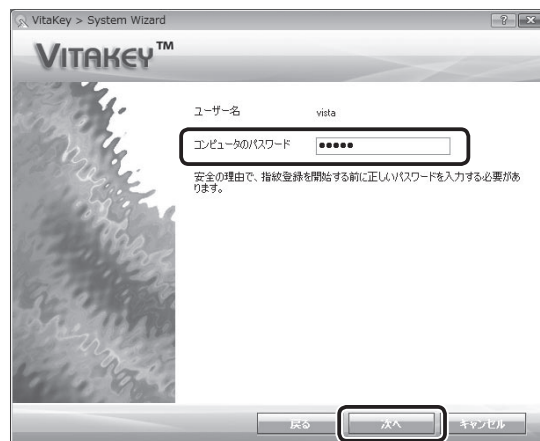 VitaKey > System Wizard
VITAKEY™
ユーザー名 vista
コンピュータのパスワード ●●●●●
安全の理由で、指紋登録を開始する前に正しいパスワードを入力する必要があ
ります。
戻る 次へ キャンセル